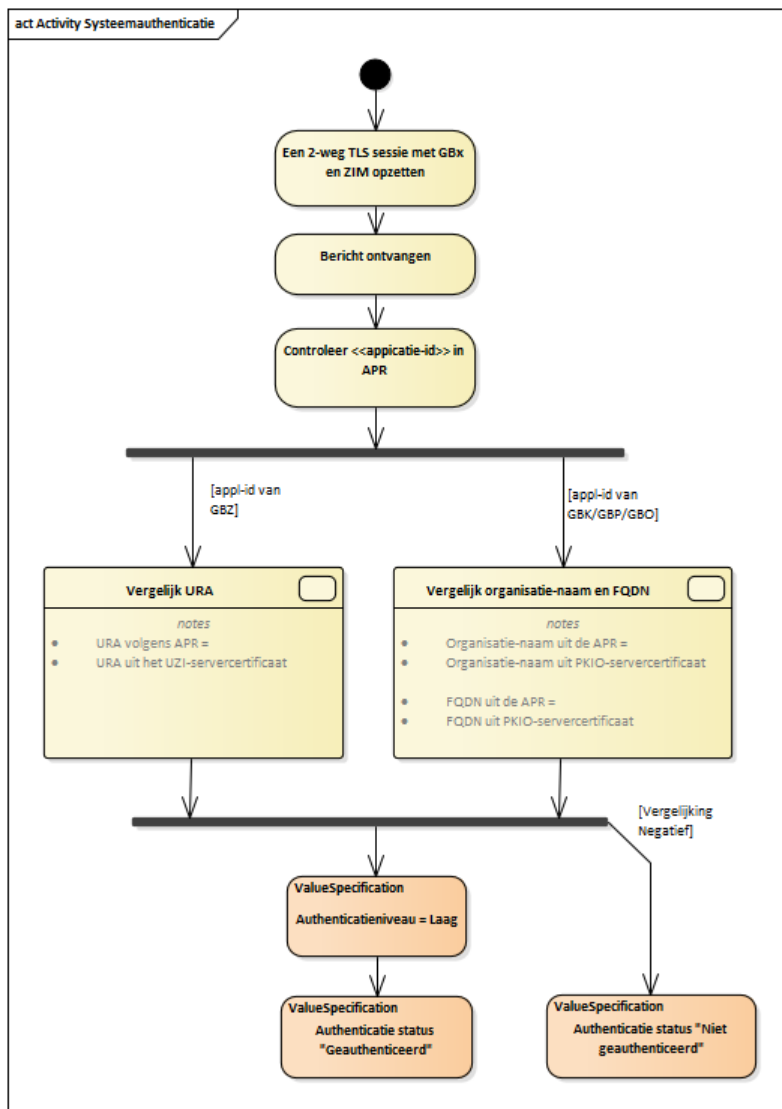 act Activity Systeemauthenticatie
Een 2-weg TLS sessie met GBx
en ZIM opzetten
Bericht ontvangen
Controleer <<appicatie-id>> in
APR
[appl-id van
GBZ]
[appl-id van
GBK/GBP/GBO]
Vergelijk URA
notes
• URA volgens APR =
• URA uit het UZI-servercertificaat
Vergelijk organisatie-naam en FQDN
notes
• Organisatie-naam uit de APR =
• Organisatie-naam uit PKIO-servercertificaat
• FQDN uit de APR =
• FQDN uit PKIO-servercertificaat
[Vergelijking
Negatief]
ValueSpecification
Authenticatieniveau = Laag
ValueSpecification
Authenticatie status
"Geauthenticeerd"
ValueSpecification
Authenticatie status "Niet
geauthenticeerd"